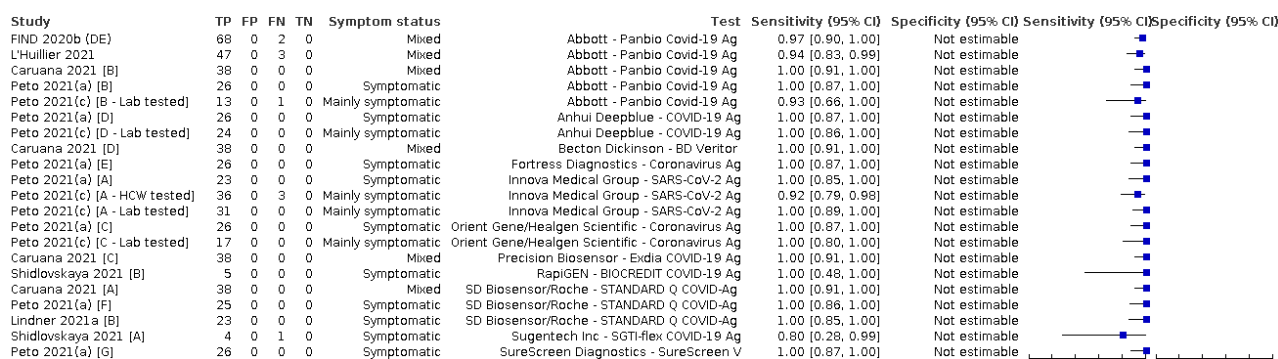 Study TP FP FN TN Symptom status Test Sensitivity (95% CI) Specificity (95% CI) Sensitivity (95% CI) Specificity (95% CI)
FIND 2020b (DE) 68 0 2 0 Mixed Abbott - Panbio Covid-19 Ag 0.97 [0.90, 1.00] Not estimable
L'Huillier 2021 47 0 3 0 Mixed Abbott - Panbio Covid-19 Ag 0.94 [0.83, 0.99] Not estimable
Caruana 2021 [B] 38 0 0 0 Mixed Abbott - Panbio Covid-19 Ag 1.00 [0.91, 1.00] Not estimable
Peto 2021(a) [B] 26 0 0 0 Symptomatic Abbott - Panbio Covid-19 Ag 1.00 [0.87, 1.00] Not estimable
Peto 2021(c) [B - Lab tested] 13 0 1 0 Mainly symptomatic Abbott - Panbio Covid-19 Ag 0.93 [0.66, 1.00] Not estimable
Peto 2021(a) [D] 26 0 0 0 Symptomatic Anhui Deepblue - COVID-19 Ag 1.00 [0.87, 1.00] Not estimable
Peto 2021(c) [D - Lab tested] 24 0 0 0 Mainly symptomatic Anhui Deepblue - COVID-19 Ag 1.00 [0.86, 1.00] Not estimable
Caruana 2021 [D] 38 0 0 0 Mixed Becton Dickinson - BD Veritor 1.00 [0.91, 1.00] Not estimable
Peto 2021(a) [E] 26 0 0 0 Symptomatic Fortress Diagnostics - Coronavirus Ag 1.00 [0.87, 1.00] Not estimable
Peto 2021(a) [A] 23 0 0 0 Symptomatic Innova Medical Group - SARS-CoV-2 Ag 1.00 [0.85, 1.00] Not estimable
Peto 2021(c) [A - HCW tested] 36 0 3 0 Mainly symptomatic Innova Medical Group - SARS-CoV-2 Ag 0.92 [0.79, 0.98] Not estimable
Peto 2021(c) [A - Lab tested] 31 0 0 0 Mainly symptomatic Innova Medical Group - SARS-CoV-2 Ag 1.00 [0.89, 1.00] Not estimable
Peto 2021(a) [C] 26 0 0 0 Symptomatic Orient Gene/Healgen Scientific - Coronavirus Ag 1.00 [0.87, 1.00] Not estimable
Peto 2021(c) [C - Lab tested] 17 0 0 0 Mainly symptomatic Orient Gene/Healgen Scientific - Coronavirus Ag 1.00 [0.80, 1.00] Not estimable
Caruana 2021 [C] 38 0 0 0 Mixed Precision Biosensor - Exdia COVID-19 Ag 1.00 [0.91, 1.00] Not estimable
Shidlovskaya 2021 [B] 5 0 0 0 Symptomatic RapiGEN - BIOCREDIT COVID-19 Ag 1.00 [0.48, 1.00] Not estimable
Caruana 2021 [A] 38 0 0 0 Mixed SD Biosensor/Roche - STANDARD Q COVID-Ag 1.00 [0.91, 1.00] Not estimable
Peto 2021(a) [F] 25 0 0 0 Symptomatic SD Biosensor/Roche - STANDARD Q COVID-Ag 1.00 [0.86, 1.00] Not estimable
Lindner 2021a [B] 23 0 0 0 Symptomatic SD Biosensor/Roche - STANDARD Q COVID-Ag 1.00 [0.85, 1.00] Not estimable
Shidlovskaya 2021 [A] 4 0 1 0 Symptomatic Sugentech Inc - SGTI-flex COVID-19 Ag 0.80 [0.28, 0.99] Not estimable
Peto 2021(a) [G] 26 0 0 0 Symptomatic SureScreen Diagnostics - SureScreen V 1.00 [0.87, 1.00] Not estimable